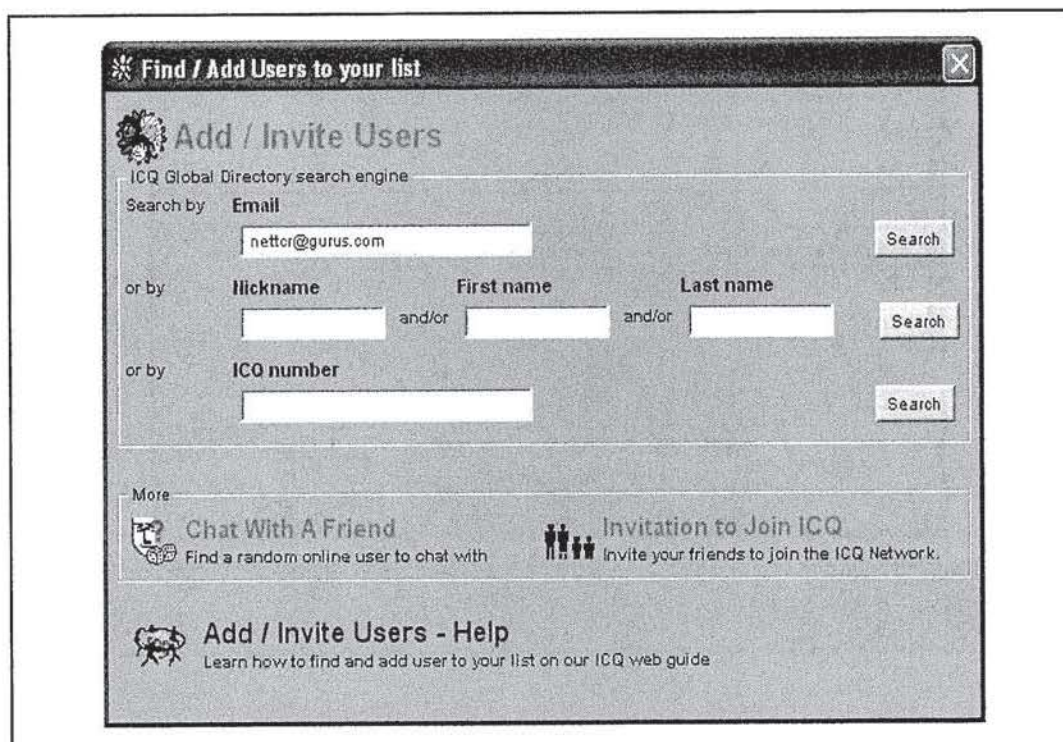 Find / Add Users to your list
Add / Invite Users
ICQ Global Directory search engine
Search by Email
nettcr@gurus.com Search
or by Nickname First name Last name
and/or and/or Search
or by ICQ number
Search
More
Chat With A Friend Invitation to Join ICQ
Find a random online user to chat with Invite your friends to join the ICQ Network.
Add / Invite Users - Help
Learn how to find and add user to your list on our ICQ web guide